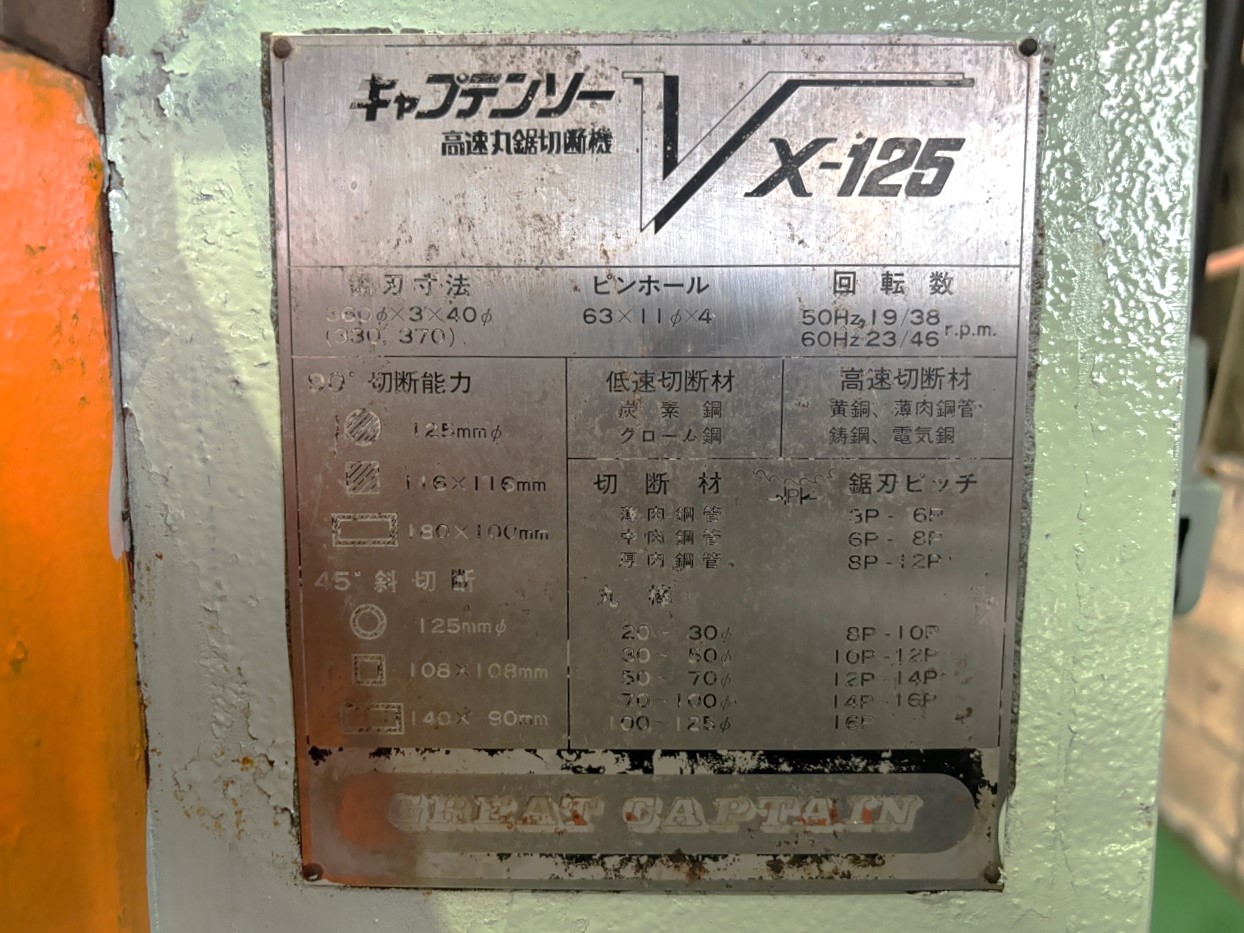 キャプテンソー
高速丸鋸切断機
VX-125
鋸刃寸法
360φ×3×40φ
(330, 370)
ピンホール
63×11φ×4
回転数
50Hz 19/38
60Hz 23/46 r.p.m.
90° 切断能力
125mmφ
116×116mm
180×100mm
45° 斜切断
125mmφ
108×108mm
140×90mm
低速切断材
炭素鋼
クローム鋼
高速切断材
黄銅、薄肉鋼管
鋳鋼、電気銅
切断材
鋸刃ピッチ
薄肉鋼管 3P - 6P
中肉鋼管 6P - 8P
厚肉鋼管 8P - 12P
丸
20 - 30φ 8P - 10P
30 - 50φ 10P - 12P
50 - 70φ 12P - 14P
70 - 100φ 14P - 16P
100 - 125φ 16P
GREAT CAPTAIN